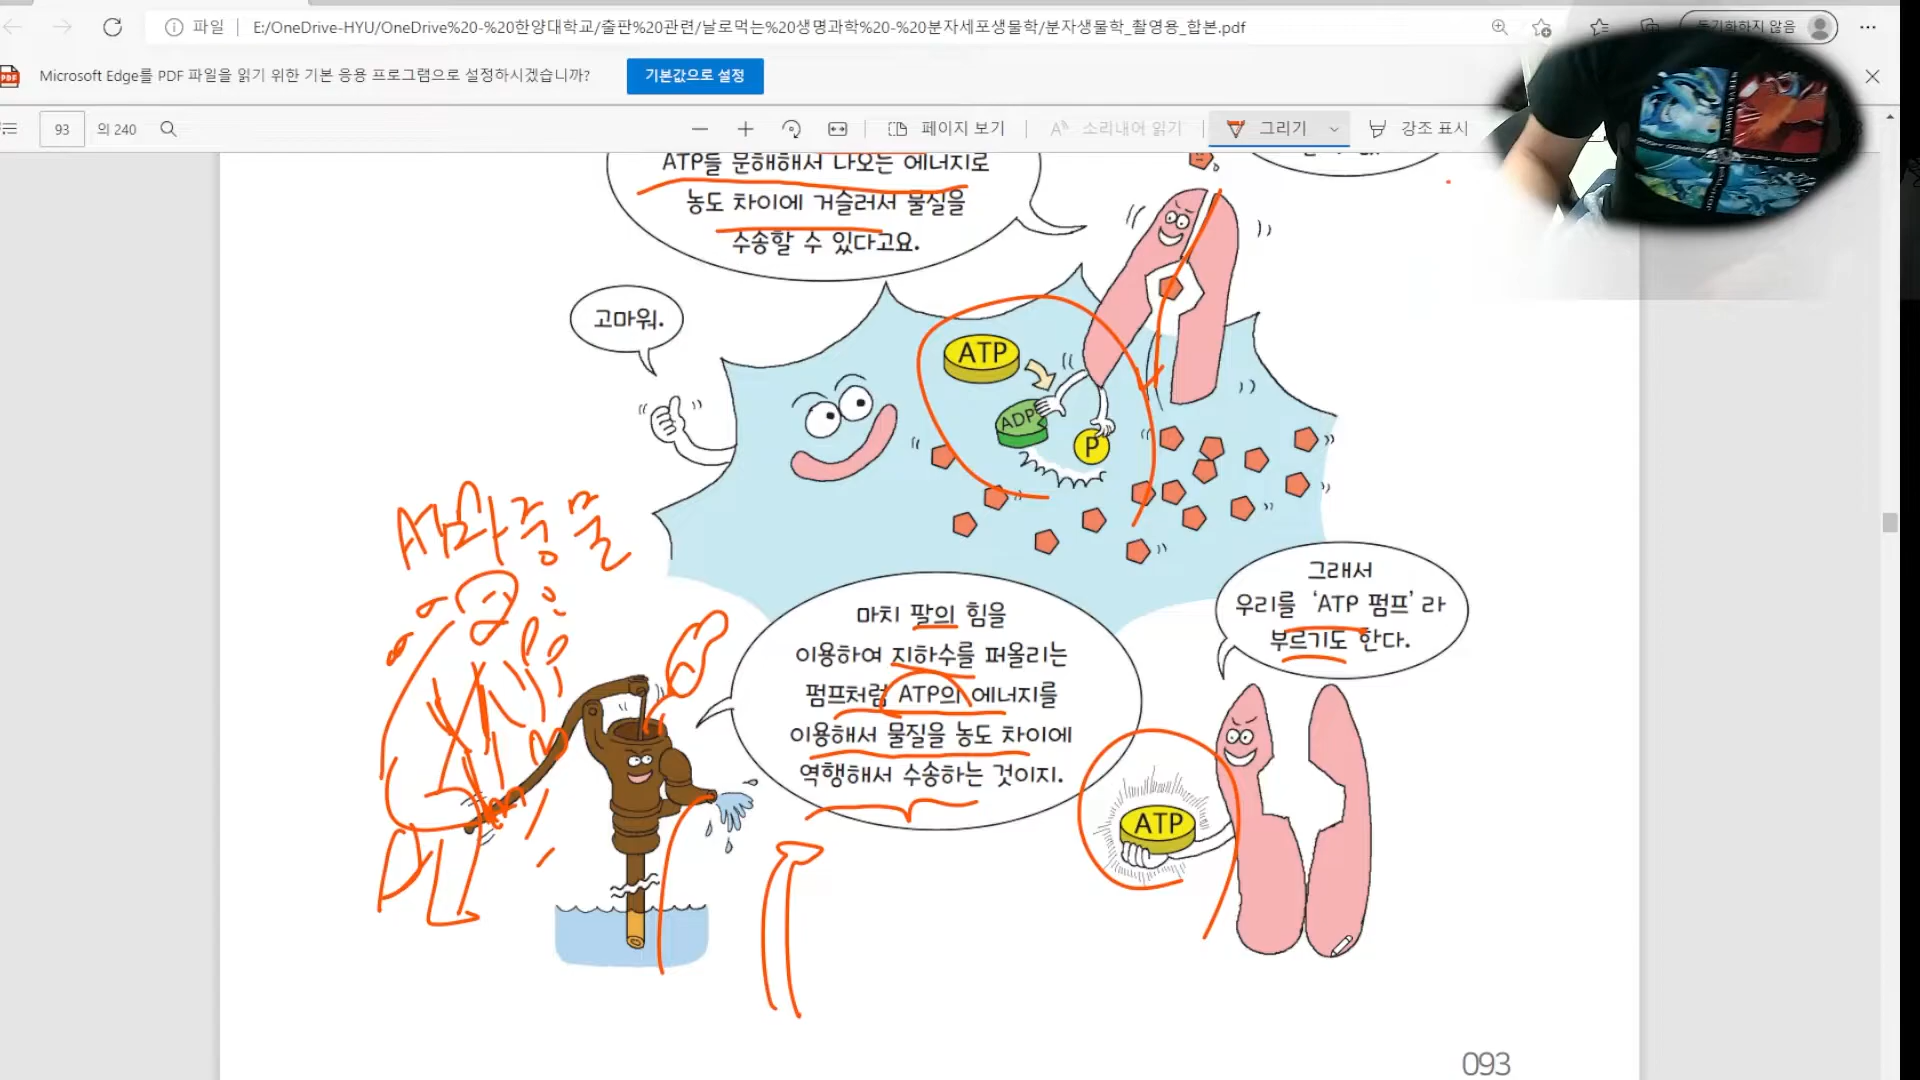 파일
E:/OneDrive-HYU/OneDrive%20-%20한양대학교/출판%20관련/날로먹는%20생명과학%20-%20분자세포생물학/분자생물학_촬영용_합본.pdf
동기화하지 않음
PDF
Microsoft Edge를 PDF 파일을 읽기 위한 기본 응용 프로그램으로 설정하시겠습니까?
기본값으로 설정
93
의 240
페이지 보기
소리내어 읽기
그리기
강조 표시
ATP를 분해해서 나오는 에너지로
농도 차이에 거슬러서 물질을
수송할 수 있다고요.
고마워.
ATP
ADP
P
마중물
그래서
우리를 ‘ATP 펌프’라
부르기도 한다.
마치 팔의 힘을
이용하여 지하수를 퍼올리는
펌프처럼 ATP의 에너지를
이용해서 물질을 농도 차이에
역행해서 수송하는 것이지.
ATP
093